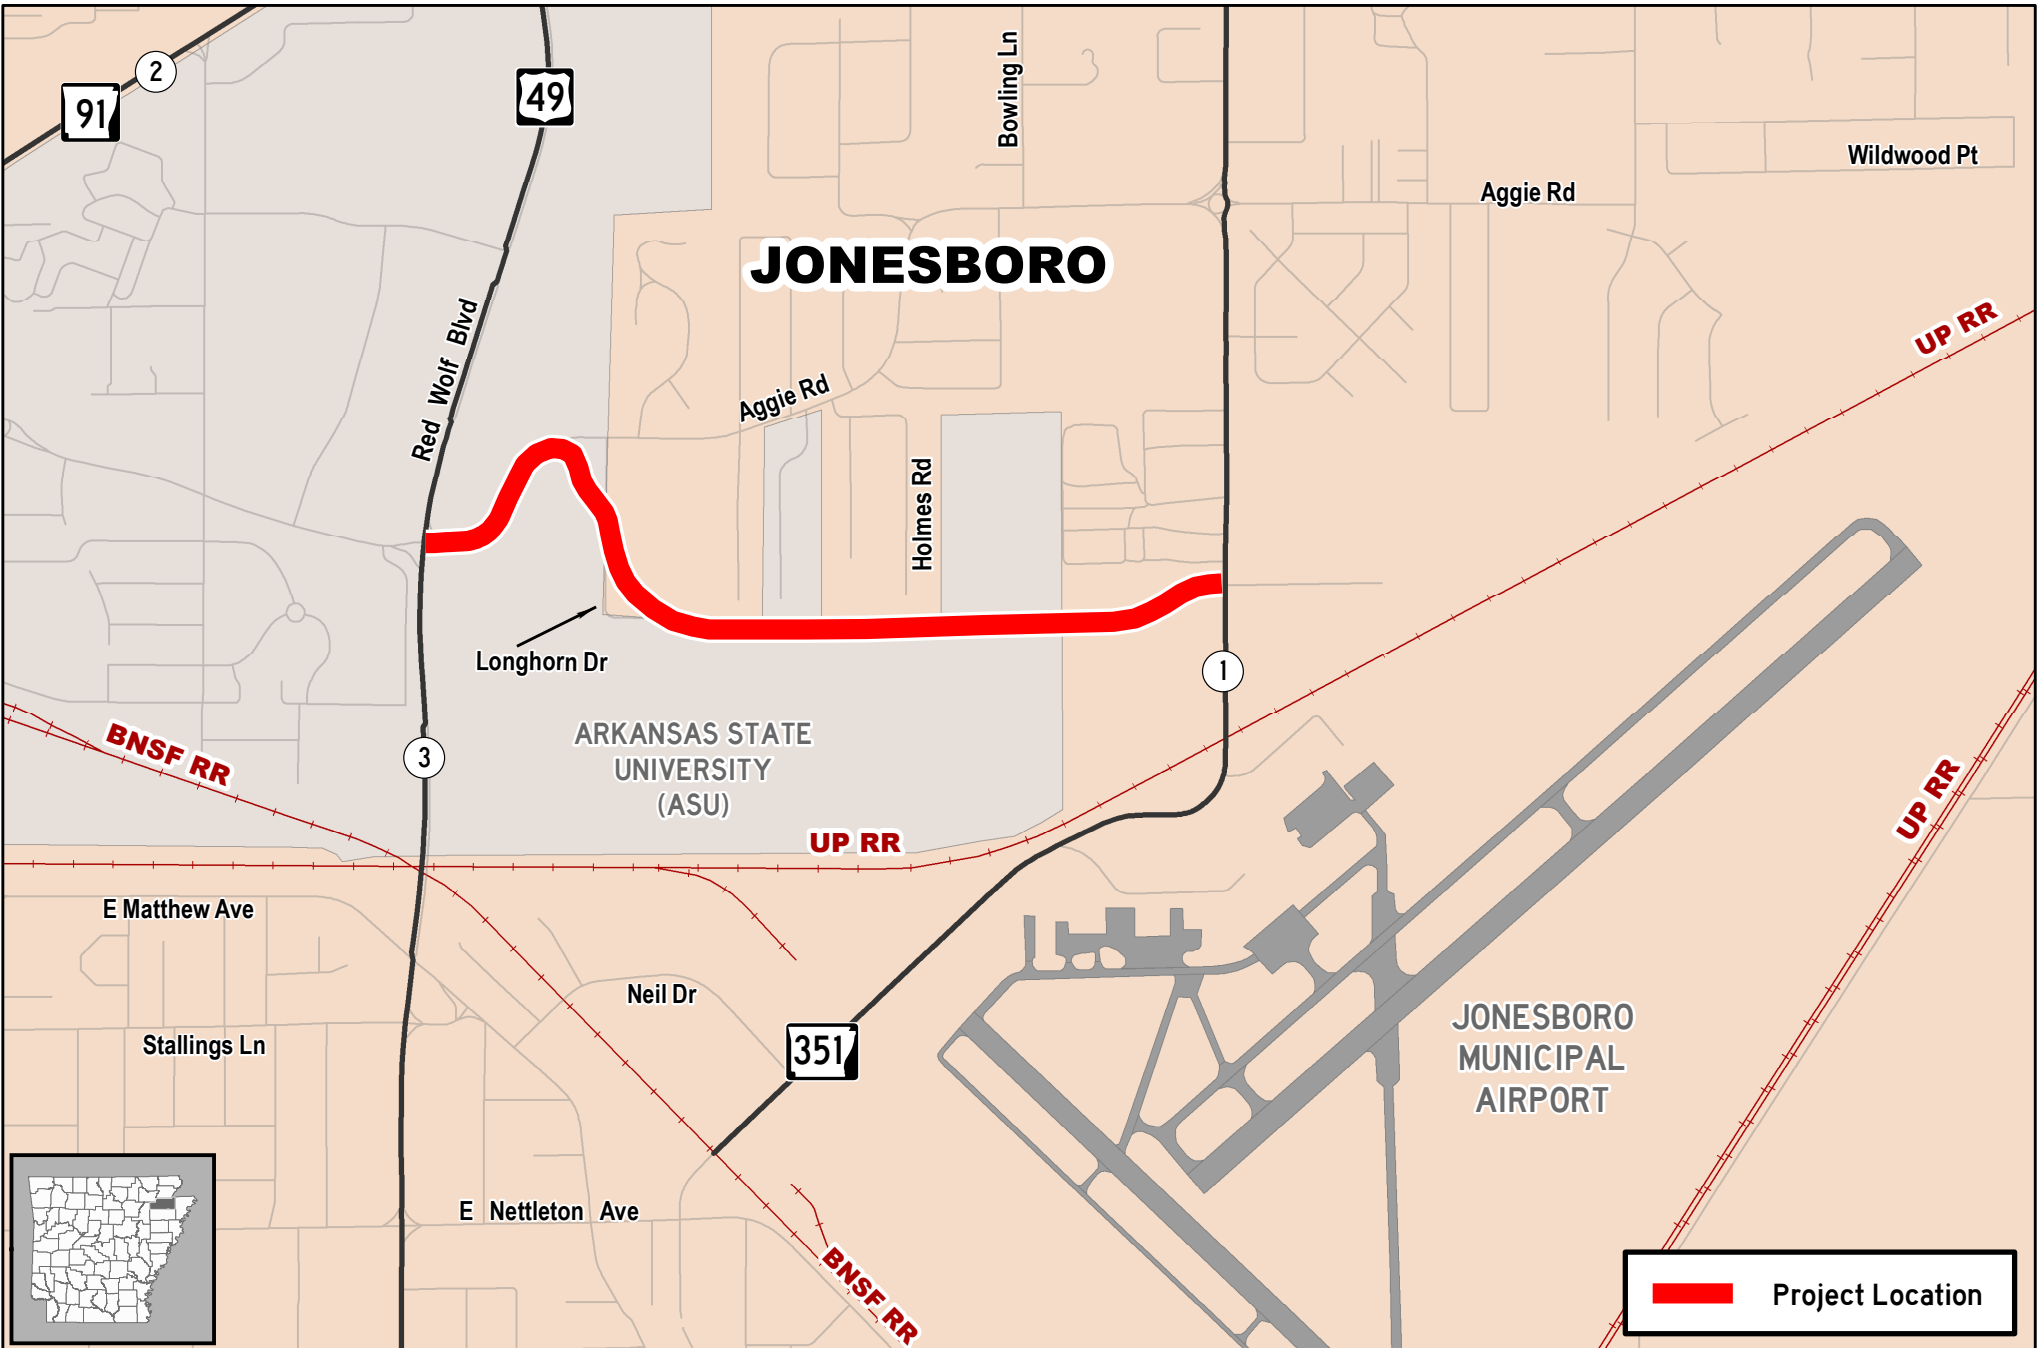 2
91
49
Bowling Ln
Wildwood Pt
Aggie Rd
JONESBORO
UP RR
Red Wolf Blvd
Aggie Rd
Holmes Rd
Longhorn Dr
1
ARKANSAS STATE
UNIVERSITY
(ASU)
BNSF RR
3
UP RR
UP RR
E Matthew Ave
Neil Dr
Stallings Ln
351
JONESBORO
MUNICIPAL
AIRPORT
E Nettleton Ave
BNSF RR
Project Location